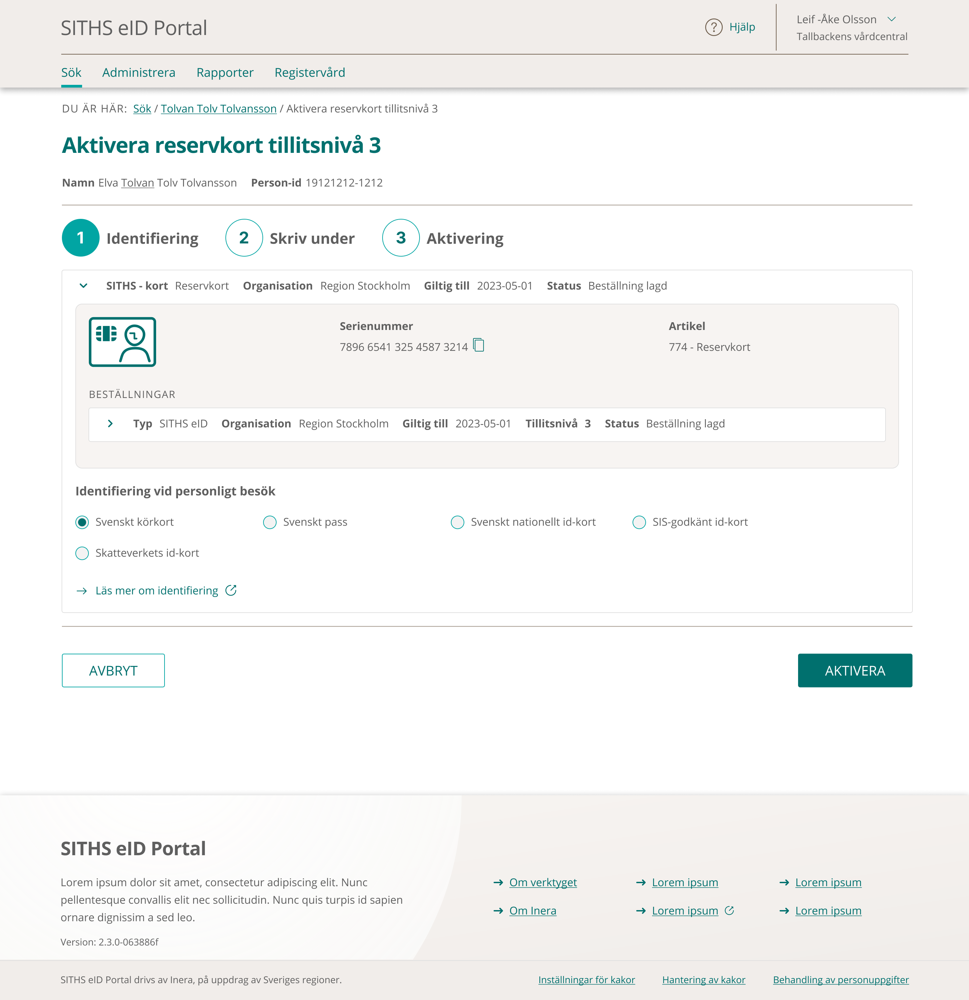 SITHS eID Portal
? Hjälp
Leif -Åke Olsson
Tallbackens vårdcentral
Sök Administrera Rapporter Registervård
DU ÄR HÄR: Sök / Tolvan Tolv Tolvansson / Aktivera reservkort tillitsnivå 3
Aktivera reservkort tillitsnivå 3
Namn Elva Tolvan Tolv Tolvansson Person-id 19121212-1212
1 Identifiering 2 Skriv under 3 Aktivering
SITHS - kort Reservkort Organisation Region Stockholm Giltig till 2023-05-01 Status Beställning lagd
Serienummer Artikel
7896 6541 325 4587 3214 774 - Reservkort
BESTÄLLNINGAR
Typ SITHS eID Organisation Region Stockholm Giltig till 2023-05-01 Tillitsnivå 3 Status Beställning lagd
Identifiering vid personligt besök
Svenskt körkort Svenskt pass Svenskt nationellt id-kort SIS-godkänt id-kort
Skatteverkets id-kort
Läs mer om identifiering
AVBRYT AKTIVERA
SITHS eID Portal
Lorem ipsum dolor sit amet, consectetur adipiscing elit. Nunc
pellentesque convallis elit nec sollicitudin. Nunc quis turpis id sapien
ornare dignissim a sed leo.
Version: 2.3.0-063886f
Om verktyget Lorem ipsum Lorem ipsum
Om Inera Lorem ipsum Lorem ipsum
SITHS eID Portal drivs av Inera, på uppdrag av Sveriges regioner.
Inställningar för kakor Hantering av kakor Behandling av personuppgifter